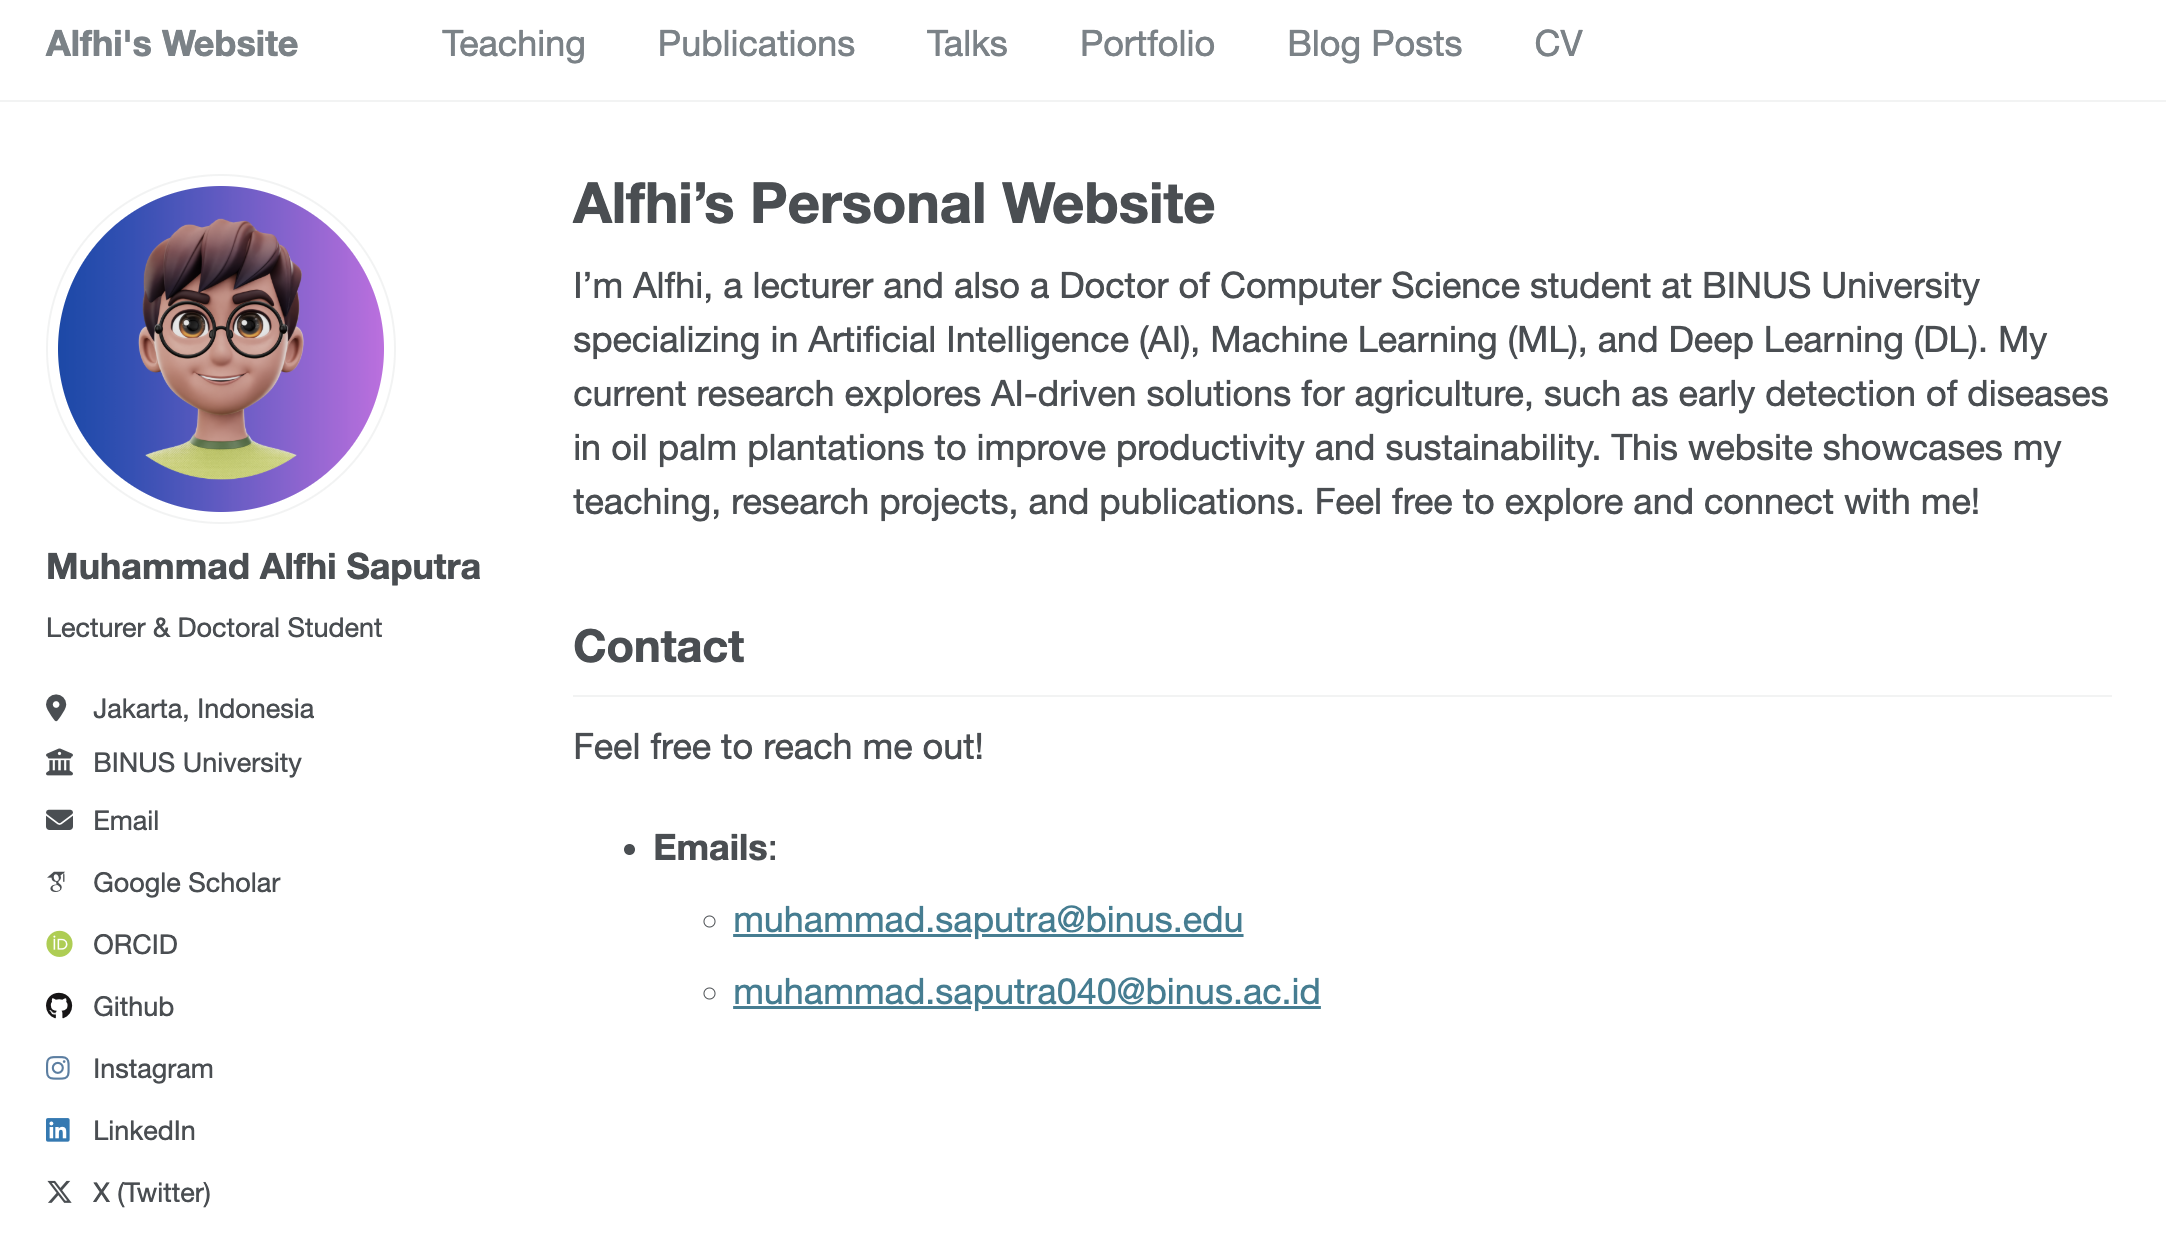 Alfhi's Website
Teaching
Publications
Talks
Portfolio
Blog Posts
CV
Muhammad Alfhi Saputra
Lecturer & Doctoral Student
Jakarta, Indonesia
BINUS University
Email
Google Scholar
ORCID
Github
Instagram
LinkedIn
X (Twitter)
Alfhi’s Personal Website
I’m Alfhi, a lecturer and also a Doctor of Computer Science student at BINUS University
specializing in Artificial Intelligence (AI), Machine Learning (ML), and Deep Learning (DL). My
current research explores AI-driven solutions for agriculture, such as early detection of diseases
in oil palm plantations to improve productivity and sustainability. This website showcases my
teaching, research projects, and publications. Feel free to explore and connect with me!
Contact
Feel free to reach me out!
Emails:
muhammad.saputra@binus.edu
muhammad.saputra040@binus.ac.id